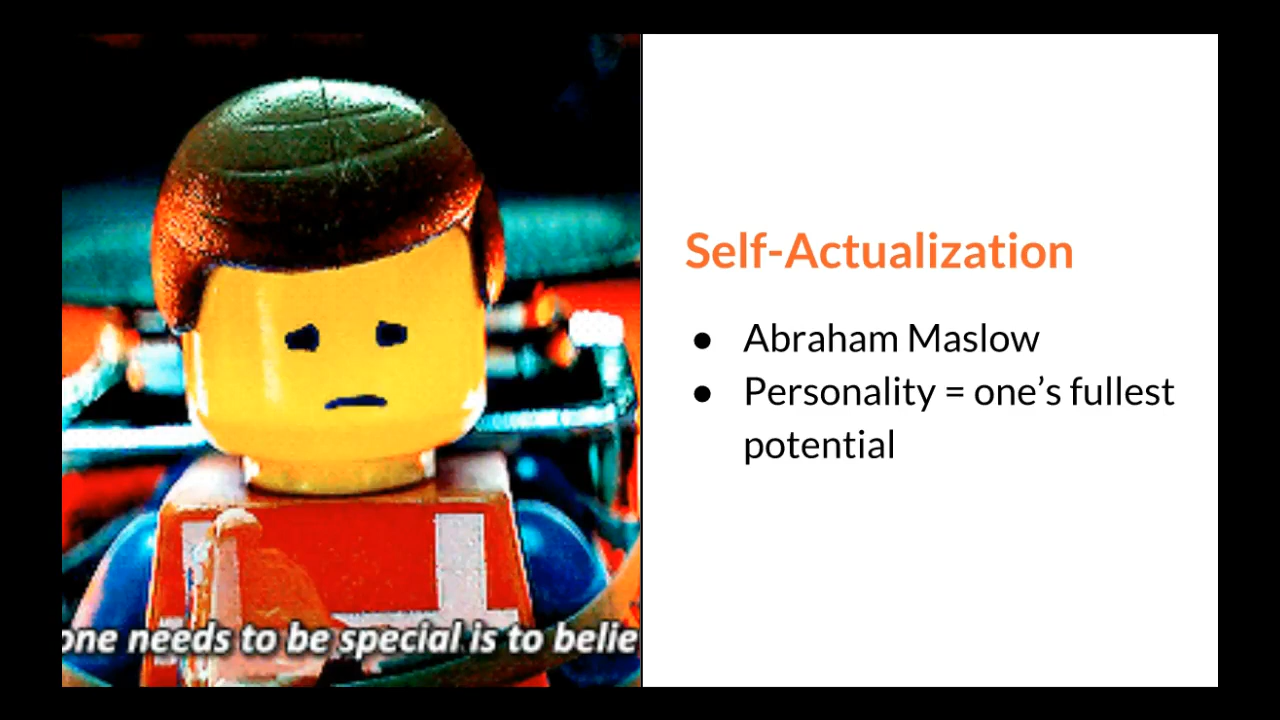 one needs to be special is to belie
Self-Actualization
● Abraham Maslow
● Personality = one's fullest
potential